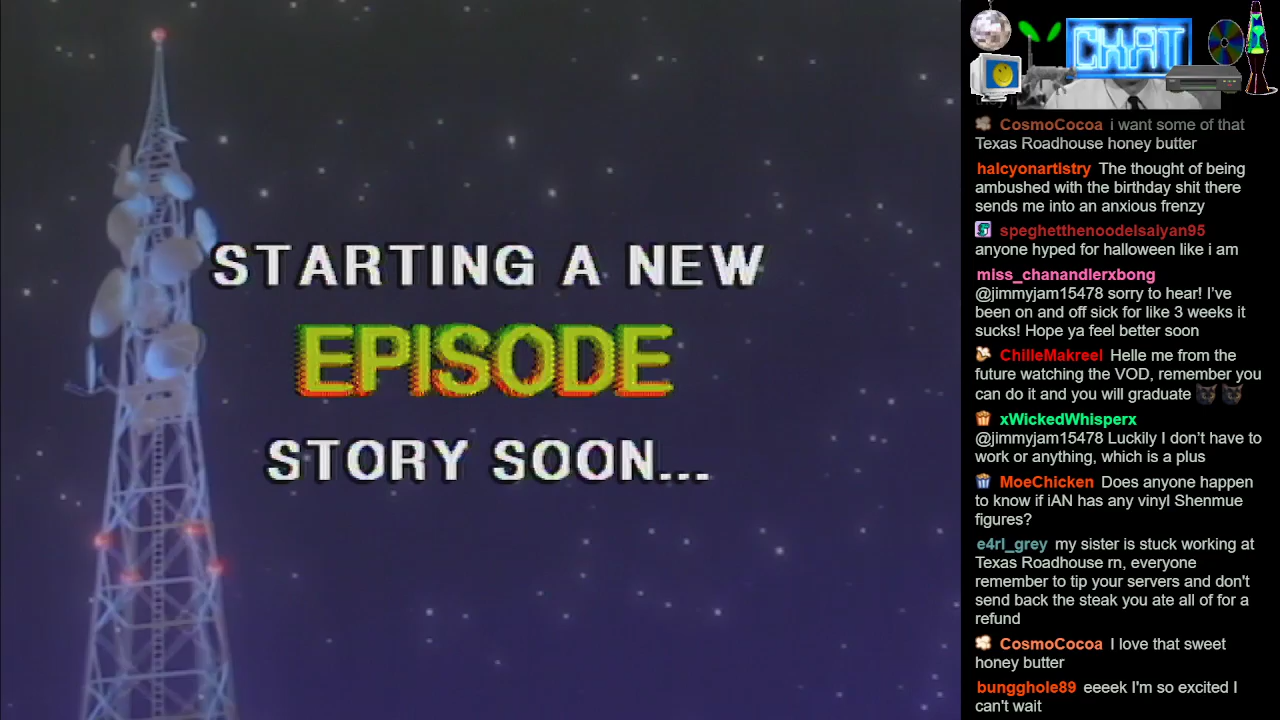 STARTING A NEW
EPISODE
STORY SOON...
CHAT
CosmoCocoa i want some of that
Texas Roadhouse honey butter
halcyonart1stry The thought of being
ambushed with the birthday shit there
sends me into an anxious frenzy
speghetthenoodelsaiyan95
anyone hyped for halloween like i am
miss_chanandlerxbong
@jimmyjam15478 sorry to hear! I've
been on and off sick for like 3 weeks it
sucks! Hope ya feel better soon
ChilleMakreel Helle me from the
future watching the VOD, remember you
can do it and you will graduate
xWickedWhisperx
@jimmyjam15478 Luckily I don't have to
work or anything, which is a plus
MoeChicken Does anyone happen
to know if iAN has any vinyl Shenmue
figures?
e4rl_grey my sister is stuck working at
Texas Roadhouse rn, everyone
remember to tip your servers and don't
send back the steak you ate all of for a
refund
CosmoCocoa I love that sweet
honey butter
bungghole89 eeeek I'm so excited I
can't wait